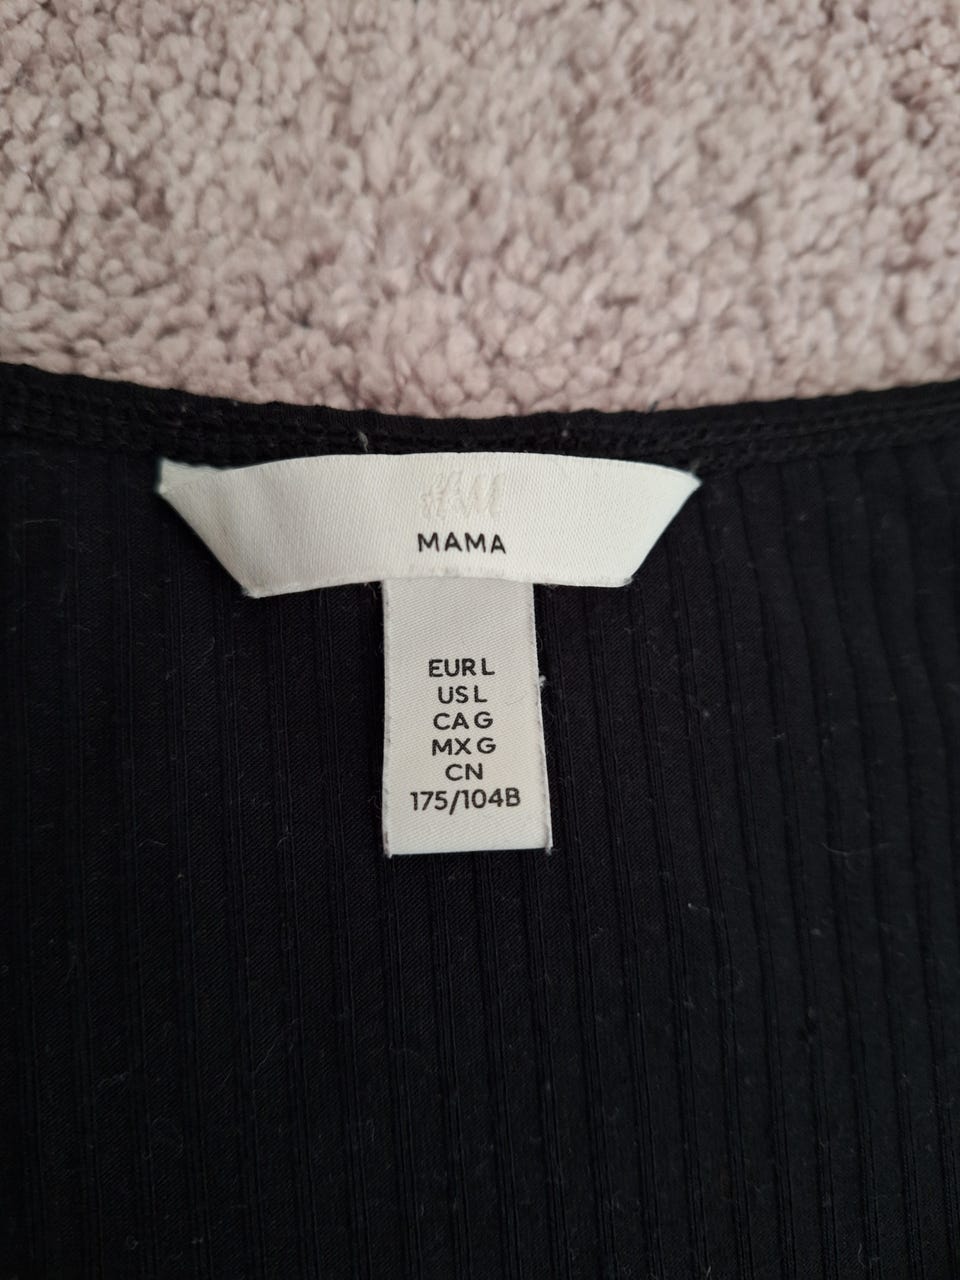 H&M
MAMA
EUR L
US L
CA G
MX G
CN
175/104B